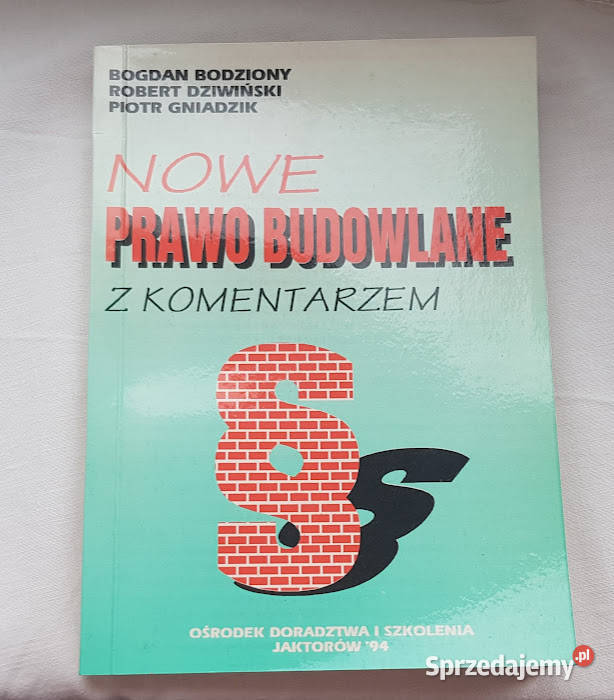 BOGDAN BODZIONY
ROBERT DZIWIŃSKI
PIOTR GNIADZIK
NOWE
PRAWO BUDOWLANE
Z KOMENTARZEM
§
OŚRODEK DORADZTWA I SZKOLENIA
JAKTORÓW '94
Sprzedajemy.pl